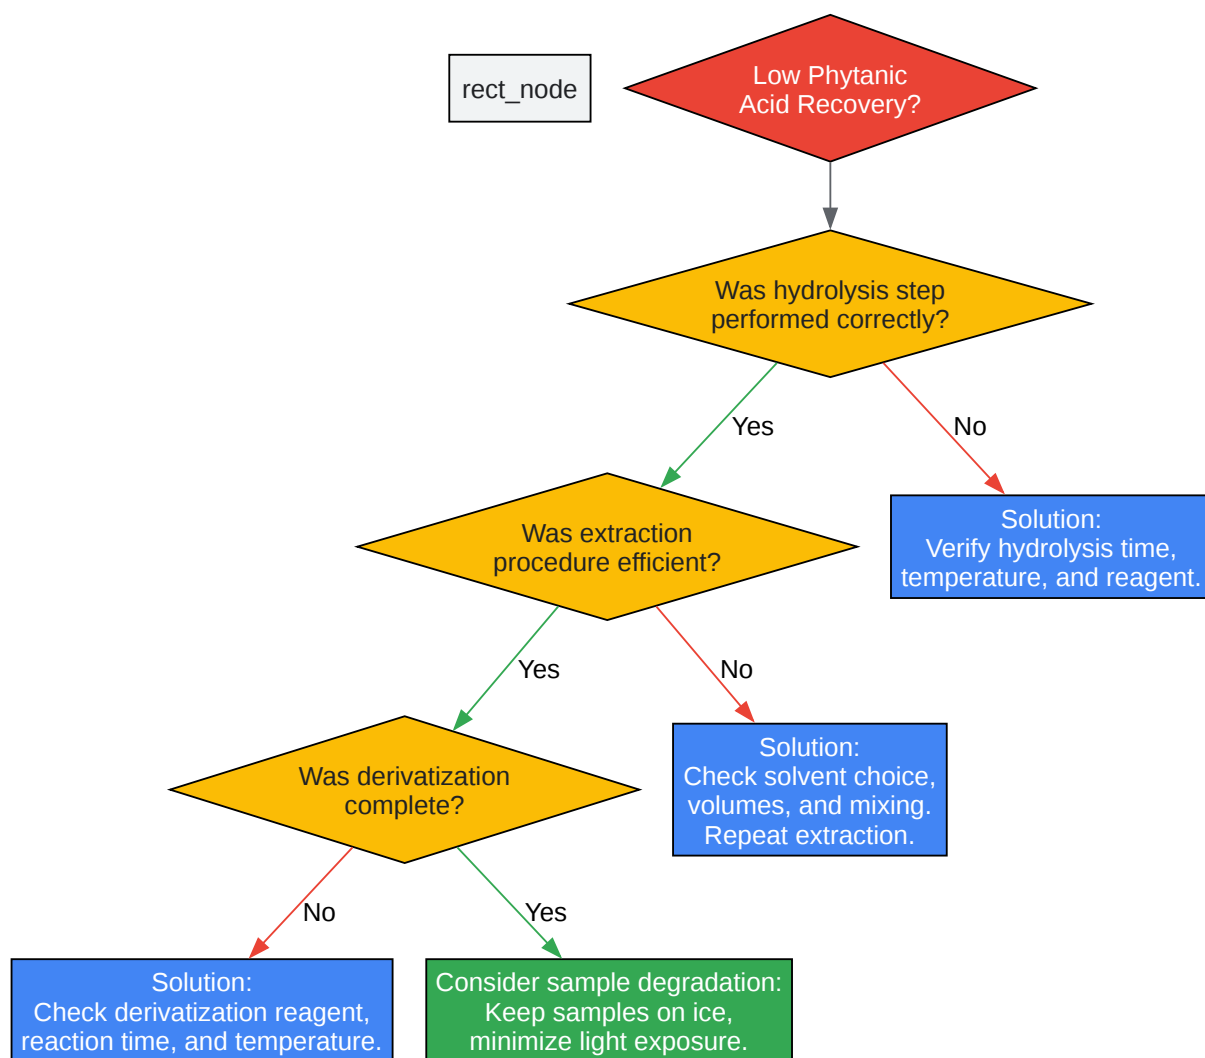 rect_node
Low Phytanic
Acid Recovery?
Was hydrolysis step
performed correctly?
Yes
No
Was extraction
procedure efficient?
Solution:
Verify hydrolysis time,
temperature, and reagent.
Yes
No
Was derivatization
complete?
Solution:
Check solvent choice,
volumes, and mixing.
Repeat extraction.
No
Yes
Solution:
Check derivatization reagent,
reaction time, and temperature.
Consider sample degradation:
Keep samples on ice,
minimize light exposure.